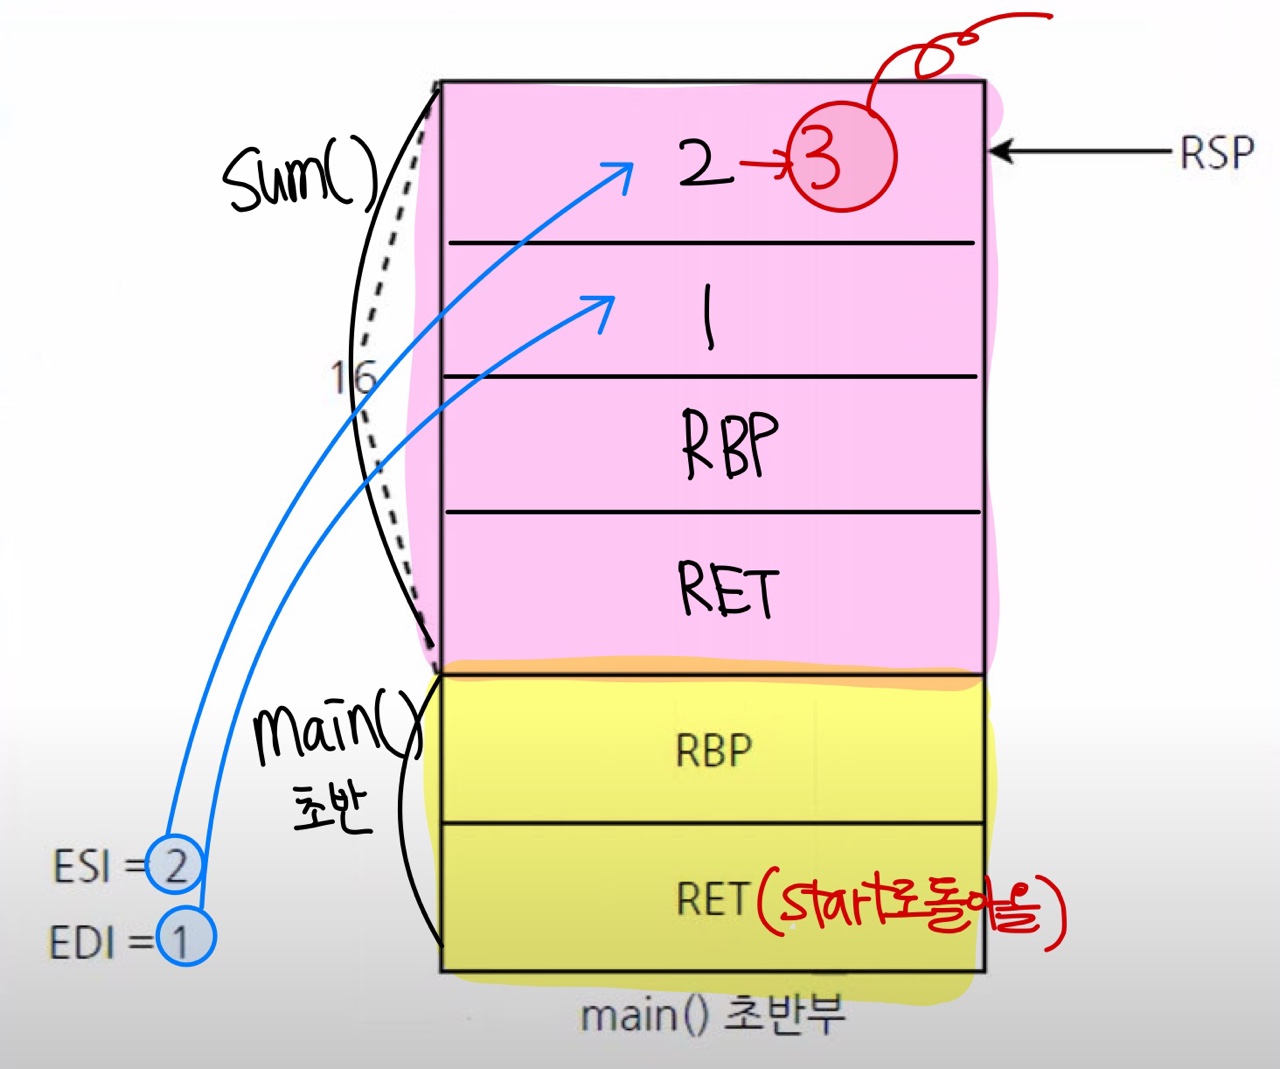 sum()
2 → 3
RSP
1
16
RBP
RET
main()
초반
RBP
ESI = 2
RET (start로 돌아옴)
EDI = 1
main() 초반부